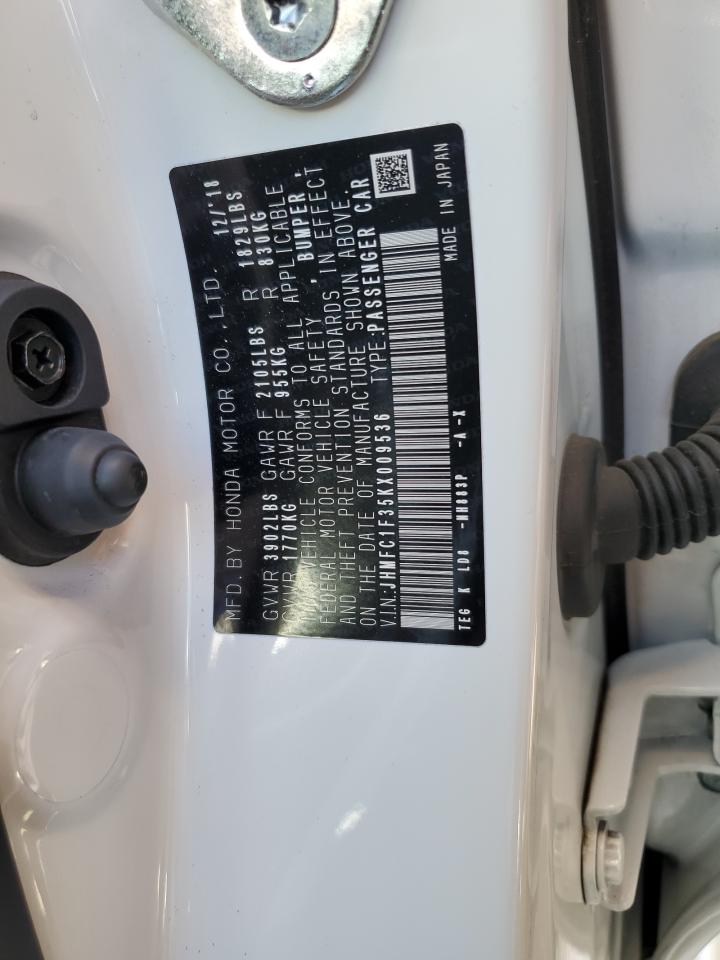 MFD. BY HONDA MOTOR CO.,LTD. 12/'18
GVWR 3902LBS GAWR F 2105LBS R 1829LBS
GVWR 1770KG GAWR F 955KG R 830KG
THIS VEHICLE CONFORMS TO ALL APPLICABLE
FEDERAL MOTOR VEHICLE SAFETY , BUMPER ,
AND THEFT PREVENTION STANDARDS IN EFFECT
ON THE DATE OF MANUFACTURE SHOWN ABOVE.
V.I.N.:JHMFC1F35KX009536 TYPE:PASSENGER CAR
TEG K LD8 -NH883P -A -X MADE IN JAPAN